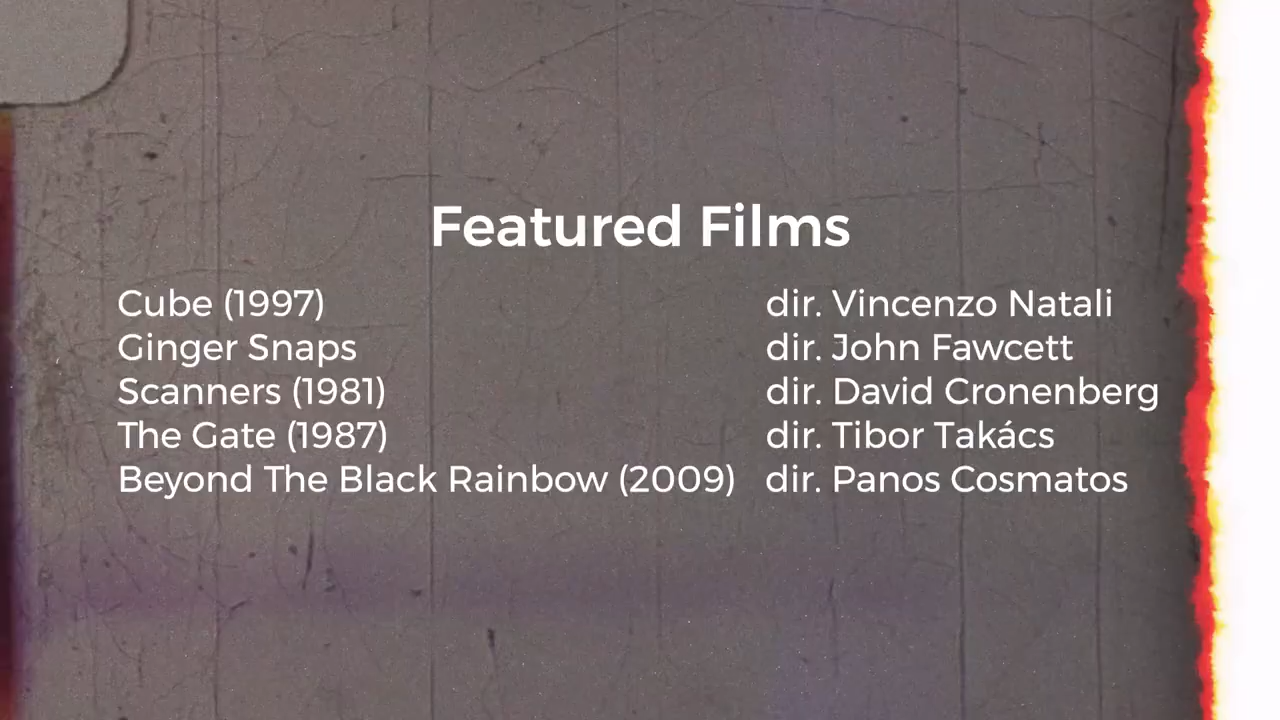 Featured Films
Cube (1997) dir. Vincenzo Natali
Ginger Snaps dir. John Fawcett
Scanners (1981) dir. David Cronenberg
The Gate (1987) dir. Tibor Takács
Beyond The Black Rainbow (2009) dir. Panos Cosmatos